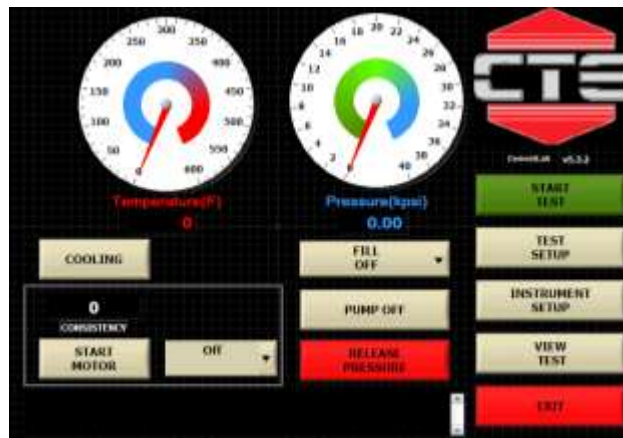 300
250
350
200
400
150
450
100
500
50
550
0
600
Temperature(F)
0
18
20
22
16
24
14
26
12
28
10
30
8
32
6
34
4
36
2
38
0
40
Pressure(kpsi)
0.00
CTE
v5.3.2
START
TEST
COOLING
FILL
OFF
TEST
SETUP
0
CONSISTENCY
PUMP OFF
INSTRUMENT
SETUP
START
MOTOR
Off
RELEASE
PRESSURE
VIEW
TEST
EXIT